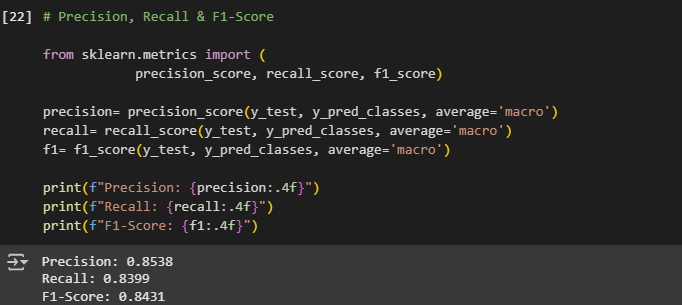 [22] # Precision, Recall & F1-Score
from sklearn.metrics import (
precision_score, recall_score, f1_score)
precision= precision_score(y_test, y_pred_classes, average='macro')
recall= recall_score(y_test, y_pred_classes, average='macro')
f1= f1_score(y_test, y_pred_classes, average='macro')
print(f"Precision: {precision:.4f}")
print(f"Recall: {recall:.4f}")
print(f"F1-Score: {f1:.4f}")
Precision: 0.8538
Recall: 0.8399
F1-Score: 0.8431